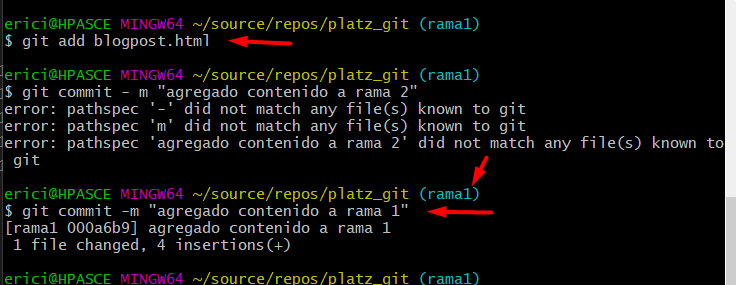 erici@HPASCE MINGW64 ~/source/repos/platz_git (rama1)
$ git add blogpost.html
erici@HPASCE MINGW64 ~/source/repos/platz_git (rama1)
$ git commit - m "agregado contenido a rama 2"
error: pathspec '-' did not match any file(s) known to git
error: pathspec 'm' did not match any file(s) known to git
error: pathspec 'agregado contenido a rama 2' did not match any file(s) known to
 git
erici@HPASCE MINGW64 ~/source/repos/platz_git (rama1)
$ git commit -m "agregado contenido a rama 1"
[rama1 000a6b9] agregado contenido a rama 1
 1 file changed, 4 insertions(+)
erici@HPASCE MINGW64 ~/source/repos/platz_git (rama1)